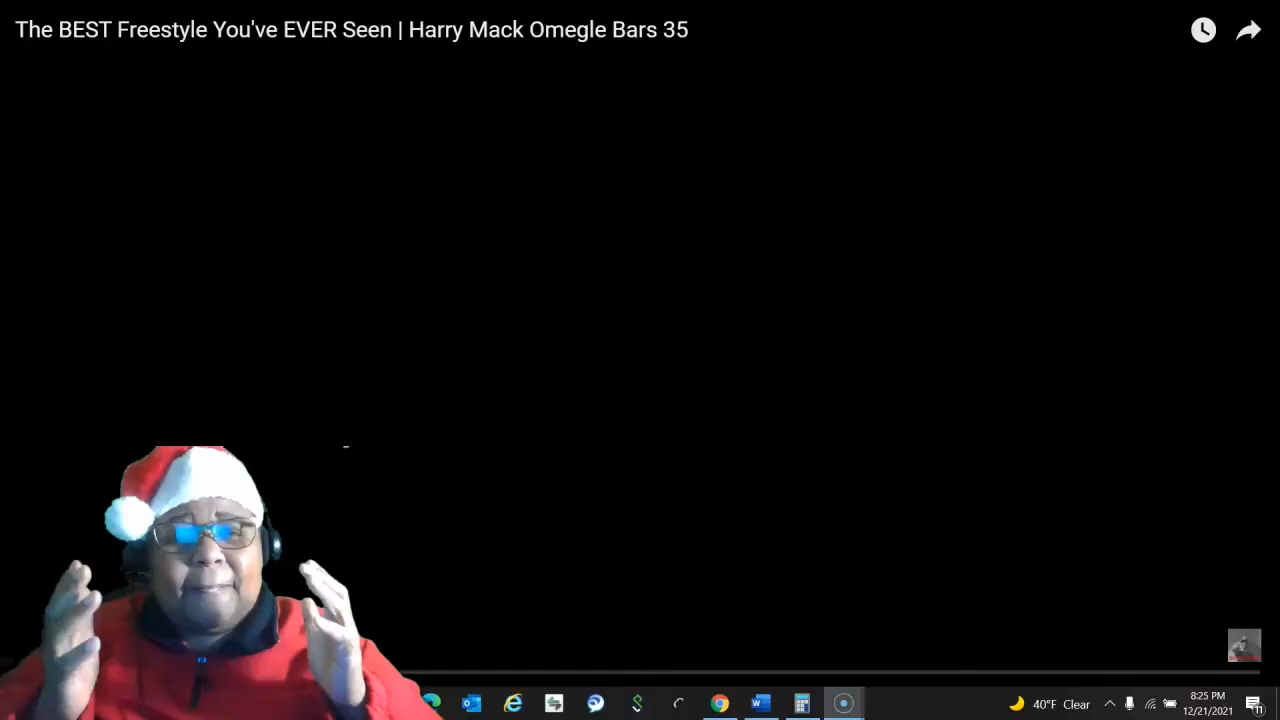 The BEST Freestyle You've EVER Seen | Harry Mack Omegle Bars 35
40°F Clear
8:25 PM
12/21/2021
11